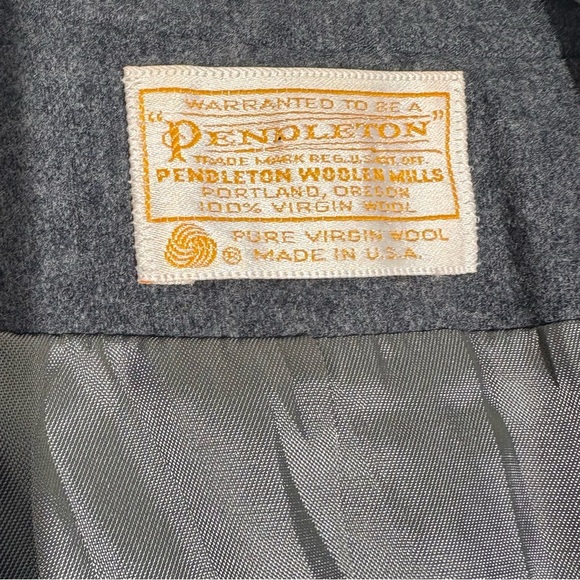 WARRANTED TO BE A
"PENDLETON"
TRADE MARK REG. U.S. PAT. OFF.
PENDLETON WOOLEN MILLS
PORTLAND, OREGON
100% VIRGIN WOOL
PURE VIRGIN WOOL
® MADE IN U.S.A.